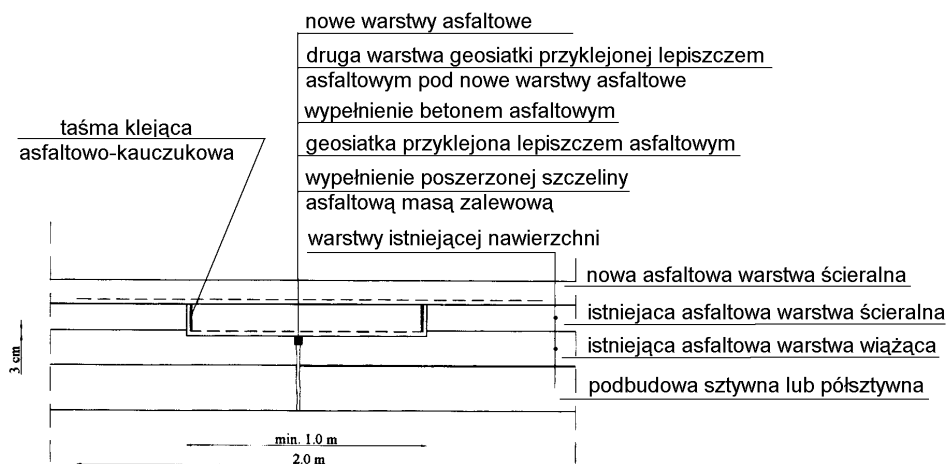 nowe warstwy asfaltowe
druga warstwa geosiatki przyklejonej lepiszczem
asfaltowym pod nowe warstwy asfaltowe
wypełnienie betonem asfaltowym
geosiatka przyklejona lepiszczem asfaltowym
wypełnienie poszerzonej szczeliny
asfaltową masą zalewową
warstwy istniejącej nawierzchni
taśma klejąca
asfaltowo-kauczukowa
nowa asfaltowa warstwa ścieralna
istniejaca asfaltowa warstwa ścieralna
istniejąca asfaltowa warstwa wiążąca
podbudowa sztywna lub półsztywna
3 cm
min. 1.0 m
2.0 m